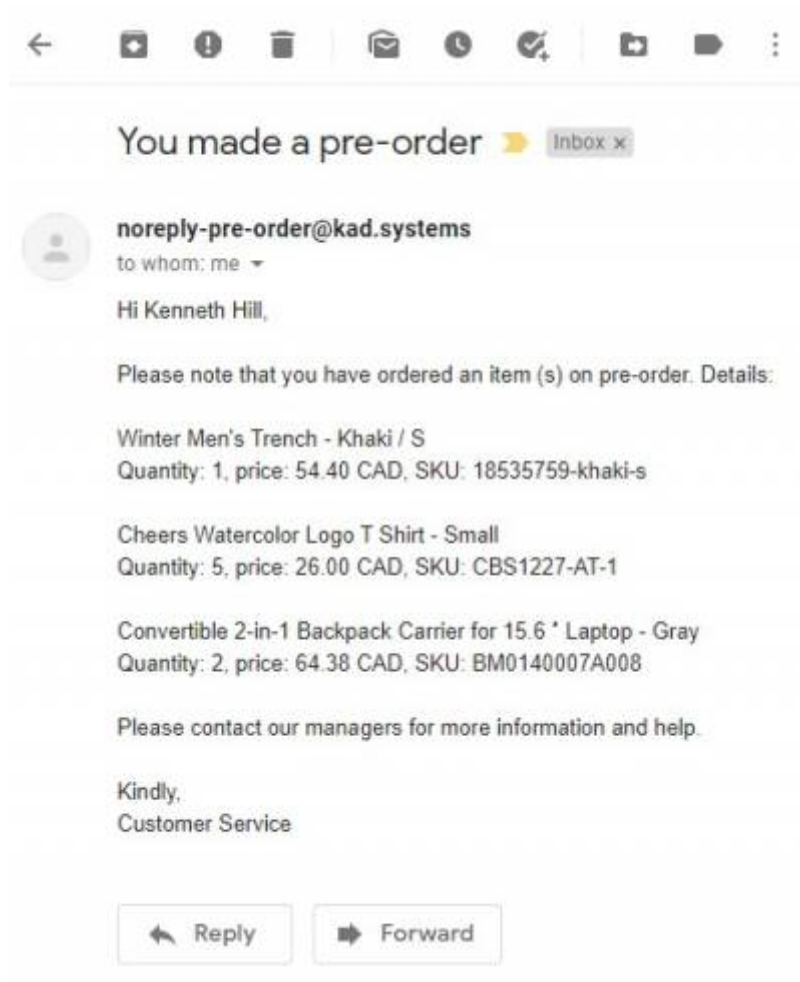 You made a pre-order Inbox x
noreply-pre-order@kad.systems
to whom: me
Hi Kenneth Hill,
Please note that you have ordered an item (s) on pre-order. Details:
Winter Men's Trench - Khaki / S
Quantity: 1, price: 54.40 CAD, SKU: 18535759-khaki-s
Cheers Watercolor Logo T Shirt - Small
Quantity: 5, price: 26.00 CAD, SKU: CBS1227-AT-1
Convertible 2-in-1 Backpack Carrier for 15.6 " Laptop - Gray
Quantity: 2, price: 64.38 CAD, SKU: BM0140007A008
Please contact our managers for more information and help.
Kindly,
Customer Service
Reply Forward